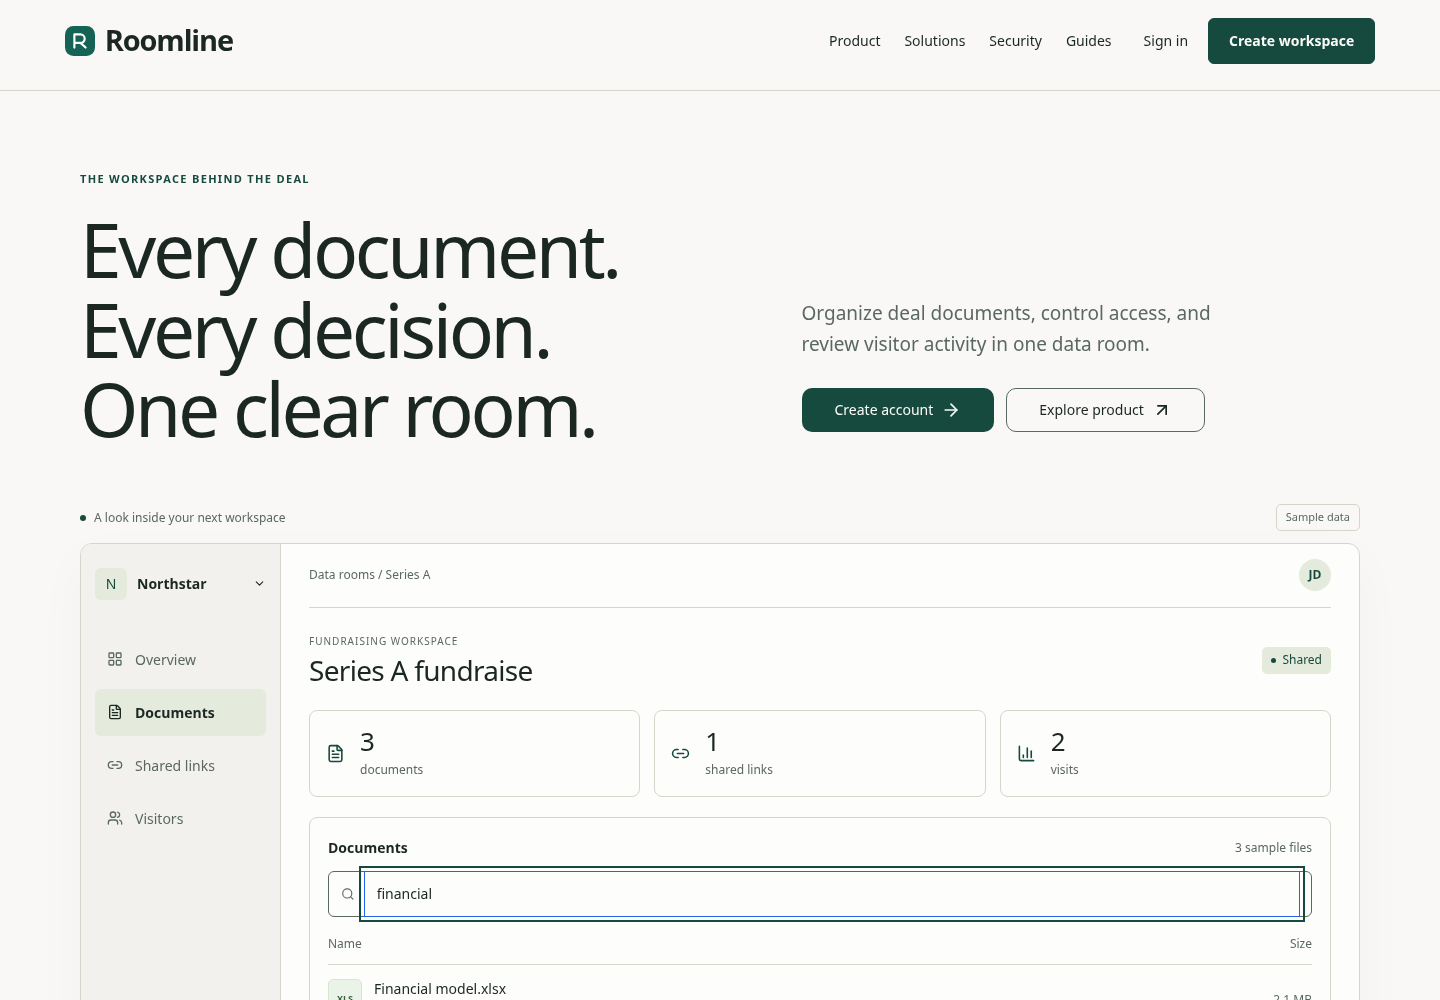 Roomline
Product
Solutions
Security
Guides
Sign in
Create workspace
THE WORKSPACE BEHIND THE DEAL
Every document.
Every decision.
One clear room.
Organize deal documents, control access, and
review visitor activity in one data room.
Create account
Explore product
A look inside your next workspace
Sample data
N
Northstar
Overview
Documents
Shared links
Visitors
Data rooms / Series A
JD
FUNDRAISING WORKSPACE
Series A fundraise
Shared
3
documents
1
shared links
2
visits
Documents
3 sample files
financial
Name
Size
XLS
Financial model.xlsx
2.1 MB